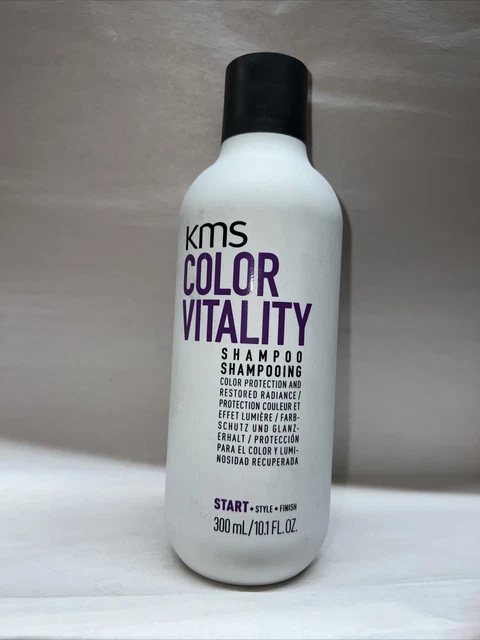 KMS
COLOR
VITALITY
SHAMPOO
SHAMPOOING
COLOR PROTECTION AND
RESTORED RADIANCE /
PROTECTION COULEUR ET
EFFET LUMIÈRE / FARB-
SCHUTZ UND GLANZ-
ERHALT / PROTECCIÓN
PARA EL COLOR Y LUMI-
NOSIDAD RECUPERADA
START • STYLE • FINISH
300 mL/10.1 FL. OZ.